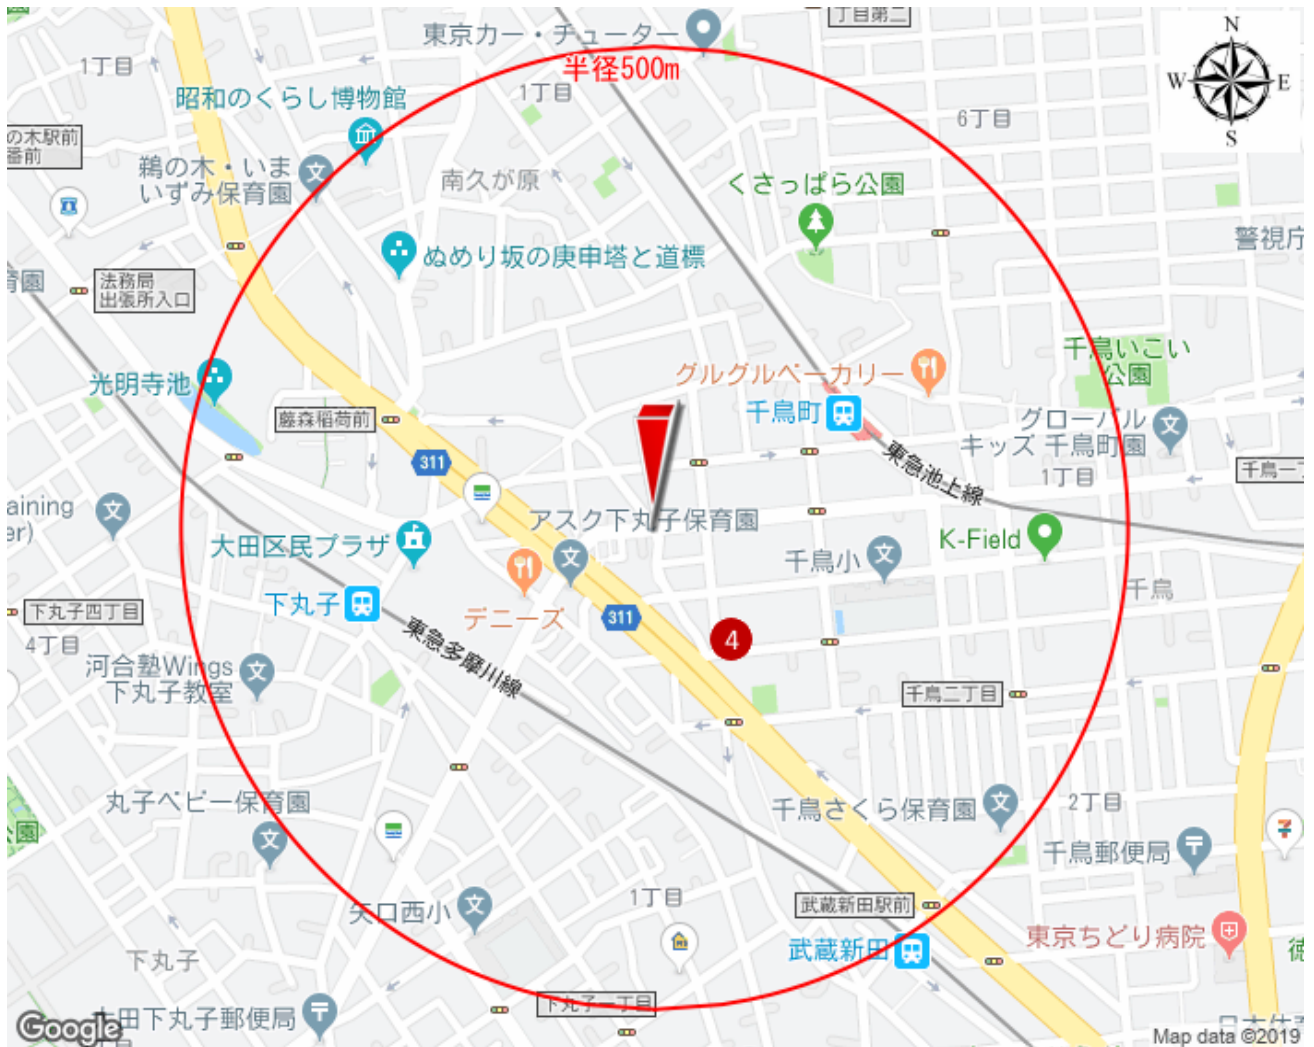 丁目第二
東京カー・チューター
半径500m
N
W
E
S
1丁目
1丁目
昭和のくらし博物館
6丁目
の木駅前
番前
鵜の木・いま
いずみ保育園
南久が原
くさっぱら公園
警視庁
ぬめり坂の庚申塔と道標
育園
法務局
出張所入口
千鳥いこい
公園
光明寺池
グルグルベーカリー
藤森稲荷前
千鳥町
グローバル
キッズ 千鳥町園
311
東急池上線
1丁目
千鳥一丁
aining
er)
アスク下丸子保育園
大田区民プラザ
K-Field
千鳥小
下丸子
デニーズ
311
千鳥
下丸子四丁目
4丁目
東急多摩川線
4
河合塾Wings
下丸子教室
千鳥二丁目
丸子ベビー保育園
千鳥さくら保育園
2丁目
公園
千鳥郵便局
矢口西小
1丁目
武蔵新田駅前
東京ちどり病院
徳
武蔵新田
下丸子
下丸子一丁目
大田下丸子郵便局
Google
日本体育
Map data ©2019